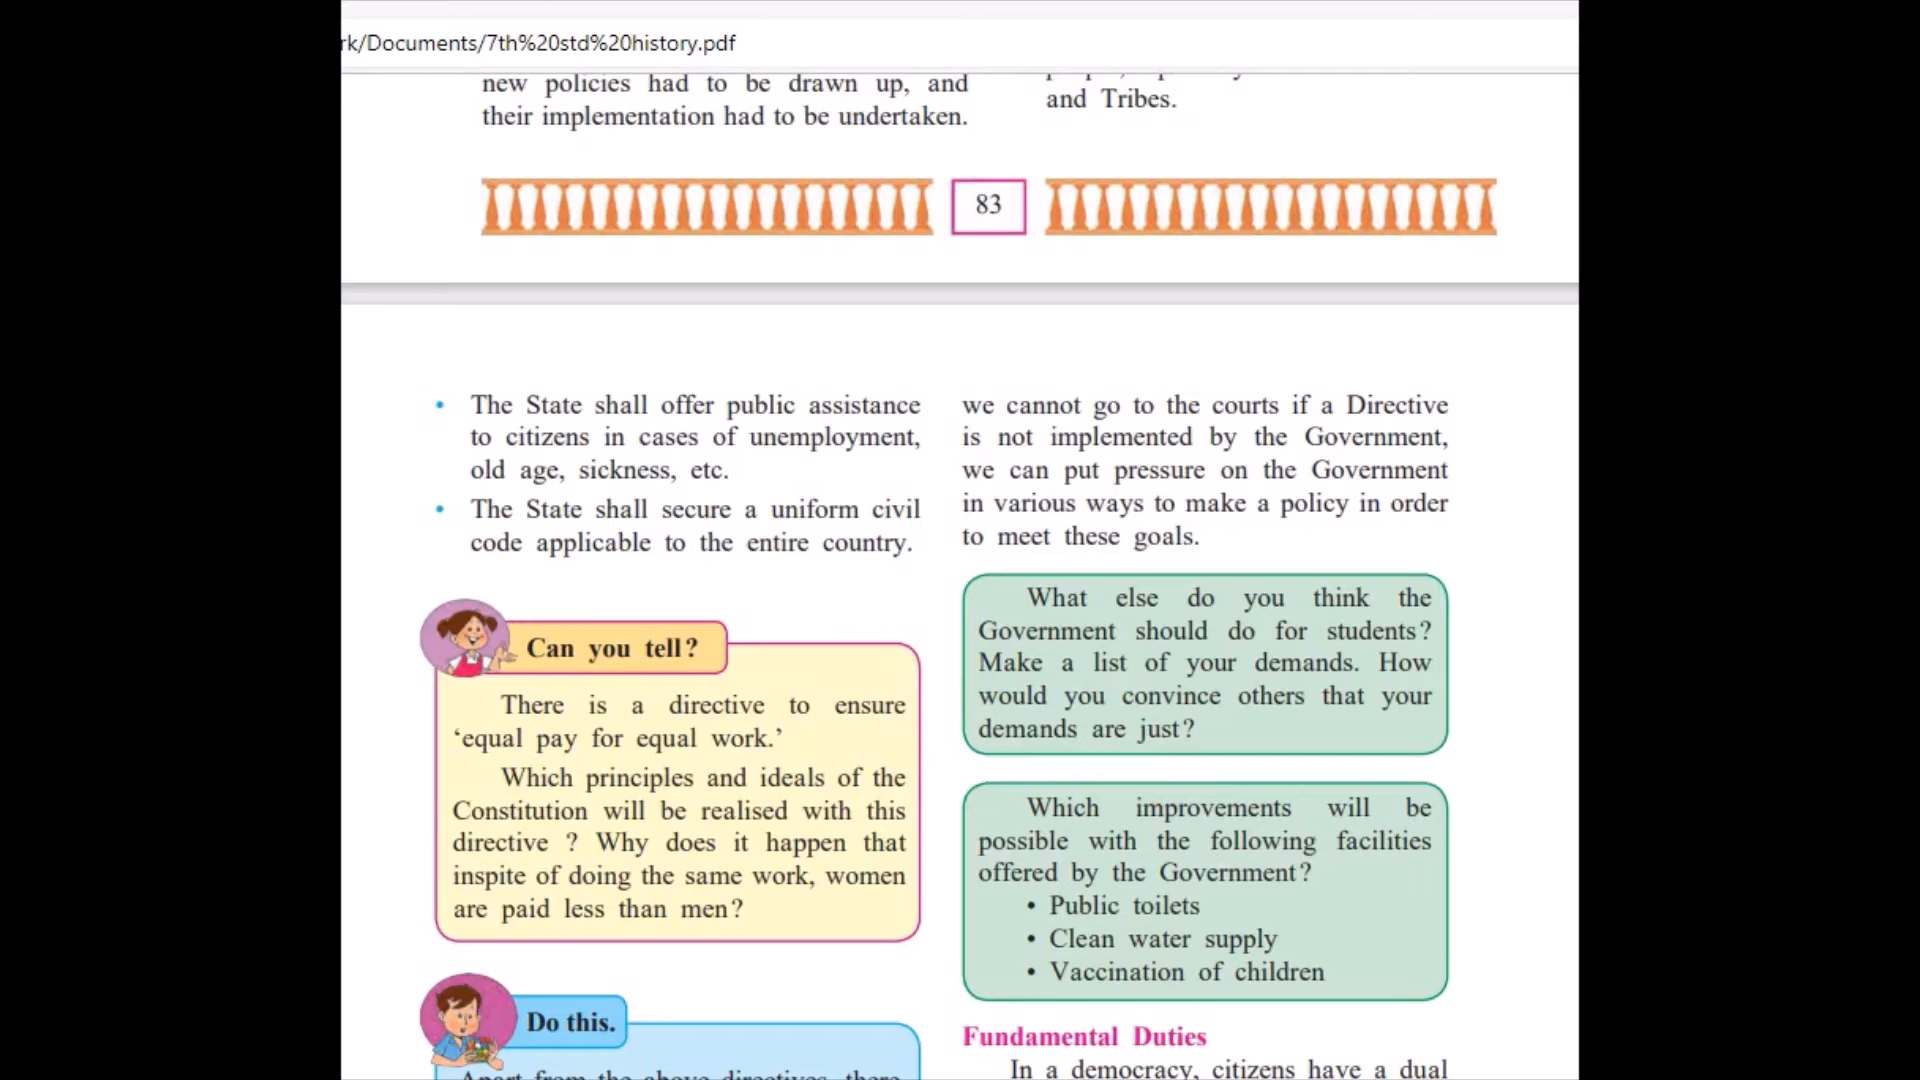 rk/Documents/7th%20std%20history.pdf
new policies had to be drawn up, and
their implementation had to be undertaken.
and Tribes.
83
• The State shall offer public assistance
to citizens in cases of unemployment,
old age, sickness, etc.
• The State shall secure a uniform civil
code applicable to the entire country.
Can you tell?
There is a directive to ensure
‘equal pay for equal work.’
Which principles and ideals of the
Constitution will be realised with this
directive ? Why does it happen that
inspite of doing the same work, women
are paid less than men?
Do this.
Apart from the above directives, there
we cannot go to the courts if a Directive
is not implemented by the Government,
we can put pressure on the Government
in various ways to make a policy in order
to meet these goals.
What else do you think the
Government should do for students?
Make a list of your demands. How
would you convince others that your
demands are just?
Which improvements will be
possible with the following facilities
offered by the Government?
• Public toilets
• Clean water supply
• Vaccination of children
Fundamental Duties
In a democracy, citizens have a dual